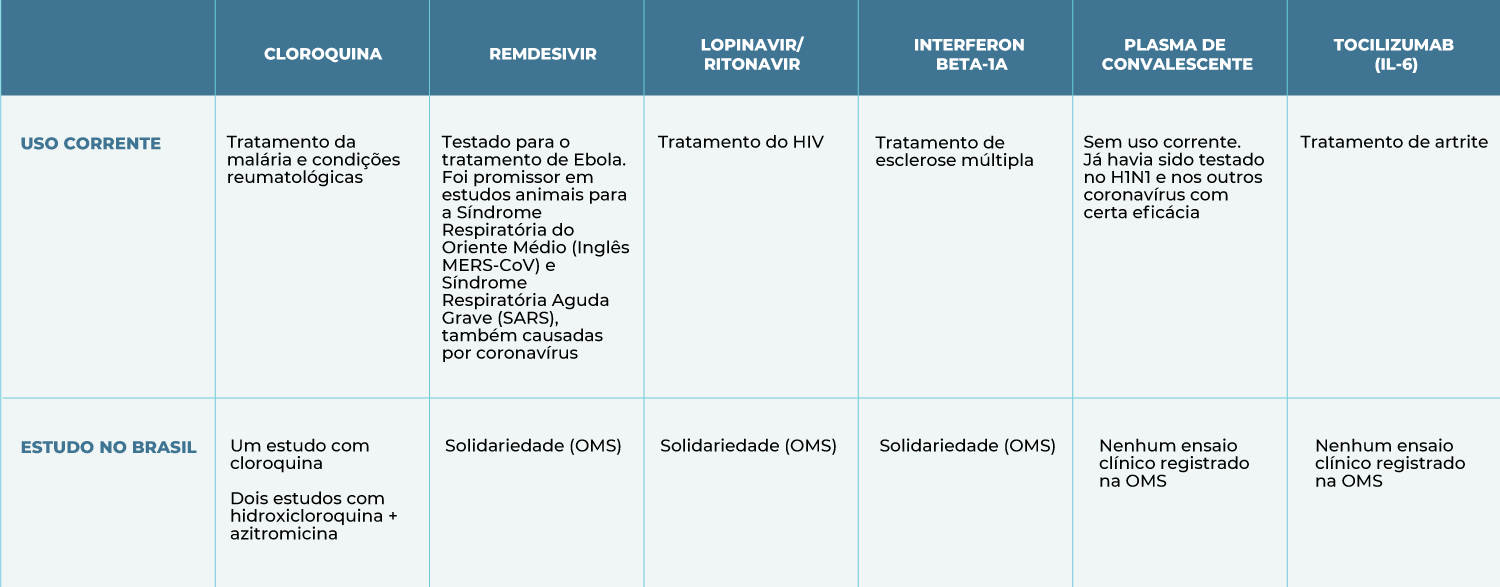 CLOROQUINA
REMDESIVIR
LOPINAVIR/
RITONAVIR
INTERFERON
BETA-1A
PLASMA DE
CONVALESCENTE
TOCILIZUMAB
(IL-6)
USO CORRENTE
Tratamento da
malária e condições
reumatológicas
Testado para o
tratamento de Ebola.
Foi promissor em
estudos animais para
a Síndrome
Respiratória do
Oriente Médio (Inglês
MERS-CoV) e
Síndrome
Respiratória Aguda
Grave (SARS),
também causadas
por coronavírus
Tratamento do HIV
Tratamento de
esclerose múltipla
Sem uso corrente.
Já havia sido testado
no H1N1 e nos outros
coronavírus com
certa eficácia
Tratamento de artrite
ESTUDO NO BRASIL
Um estudo com
cloroquina
Dois estudos com
hidroxicloroquina +
azitromicina
Solidariedade (OMS)
Solidariedade (OMS)
Solidariedade (OMS)
Nenhum ensaio
clínico registrado
na OMS
Nenhum ensaio
clínico registrado
na OMS